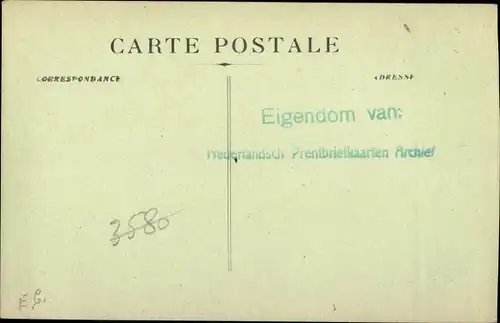 CARTE POSTALE
CORRESPONDANCE
ADRESSE
Eigendom van:
Nederlandsch Prentbriefkaarten Archief
3580